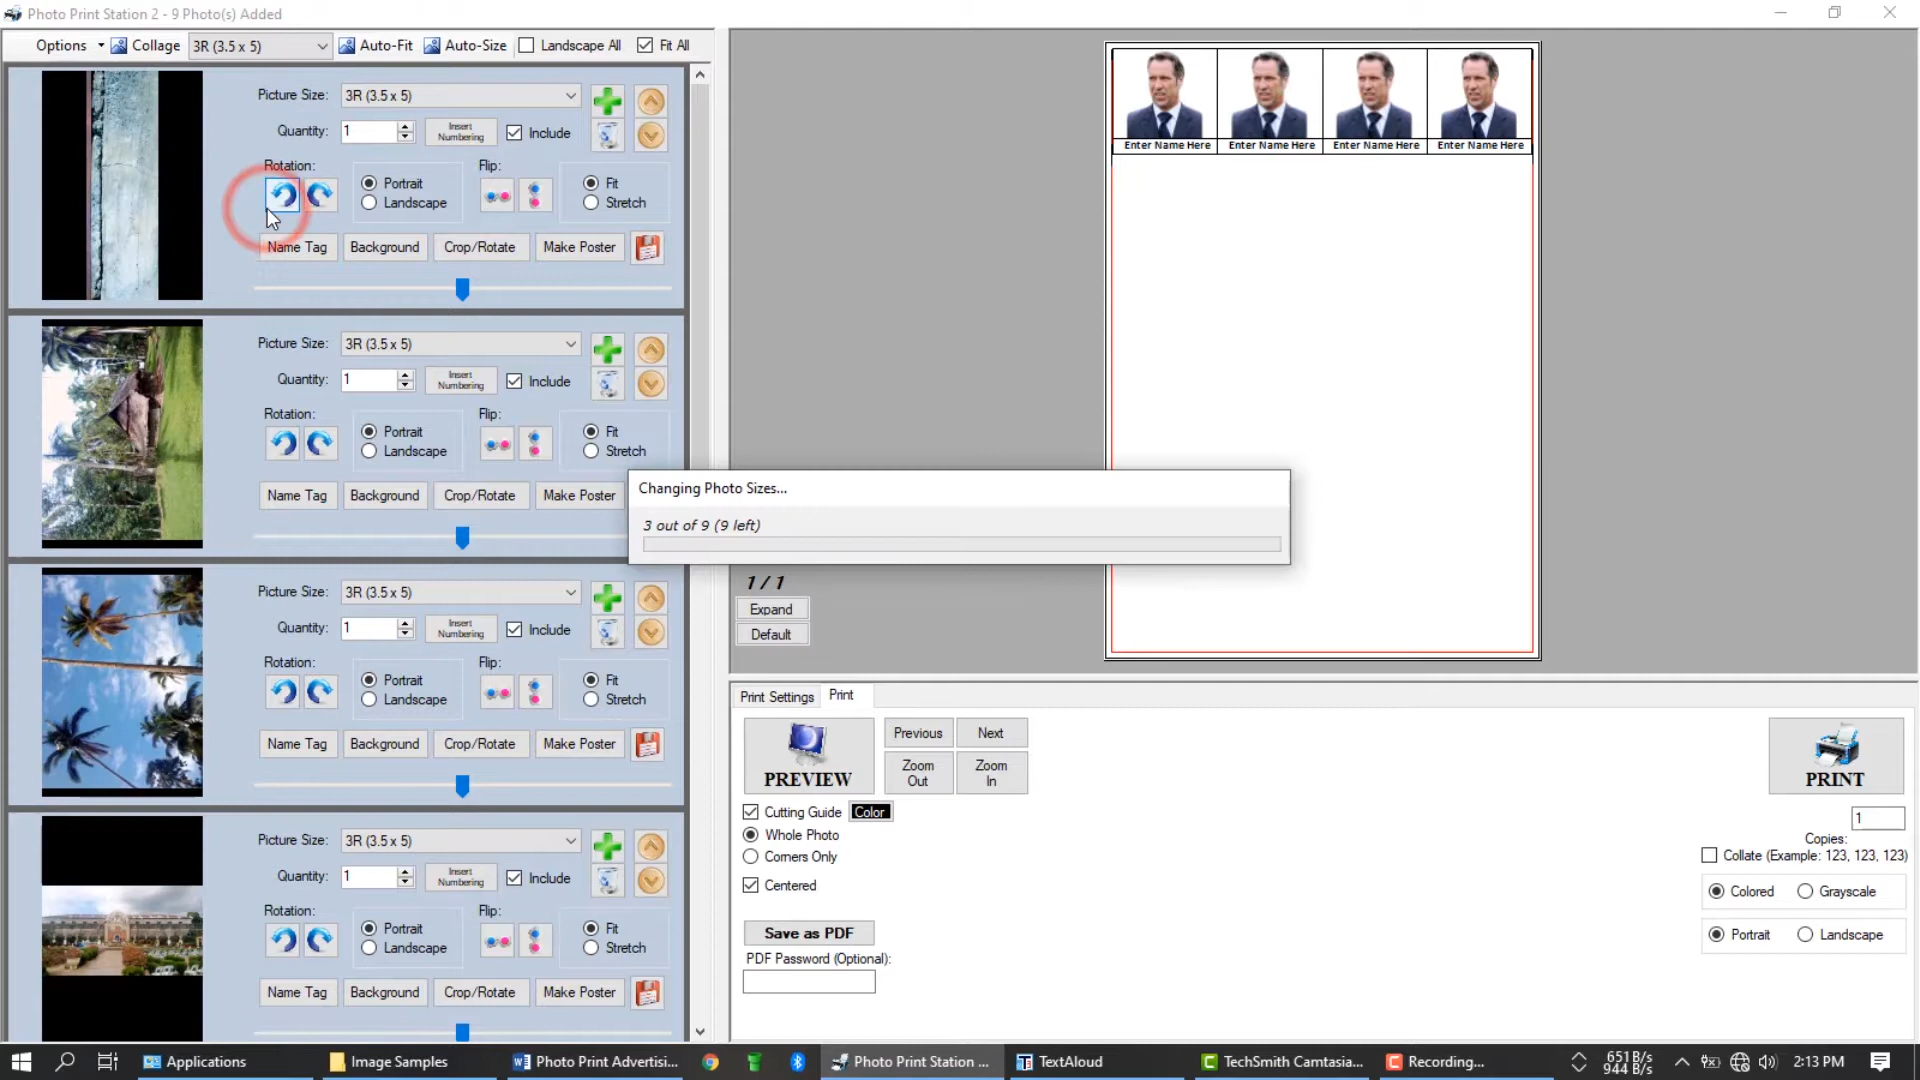 Photo Print Station 2 - 9 Photo(s) Added
Options Collage 3R (3.5 x 5) Auto-Fit Auto-Size Landscape All Fit All
Picture Size: 3R (3.5 x 5)
Quantity: 1 Insert Numbering Include
Rotation: Portrait Landscape Flip: Fit Stretch
Name Tag Background Crop/Rotate Make Poster
Picture Size: 3R (3.5 x 5)
Quantity: 1 Insert Numbering Include
Rotation: Portrait Landscape Flip: Fit Stretch
Name Tag Background Crop/Rotate Make Poster
Picture Size: 3R (3.5 x 5)
Quantity: 1 Insert Numbering Include
Rotation: Portrait Landscape Flip: Fit Stretch
Name Tag Background Crop/Rotate Make Poster
Picture Size: 3R (3.5 x 5)
Quantity: 1 Insert Numbering Include
Rotation: Portrait Landscape Flip: Fit Stretch
Name Tag Background Crop/Rotate Make Poster
Enter Name Here Enter Name Here Enter Name Here Enter Name Here
Changing Photo Sizes...
3 out of 9 (9 left)
1 / 1
Expand
Default
Print Settings Print
PREVIEW
Previous Next
Zoom Out Zoom In
Cutting Guide Color
Whole Photo
Corners Only
Centered
Save as PDF
PDF Password (Optional):
PRINT
1
Copies:
Collate (Example: 123, 123, 123)
Colored Grayscale
Portrait Landscape
Applications Image Samples Photo Print Advertisi... Photo Print Station ... TextAloud TechSmith Camtasia... Recording... 651 B/s 944 B/s 2:13 PM